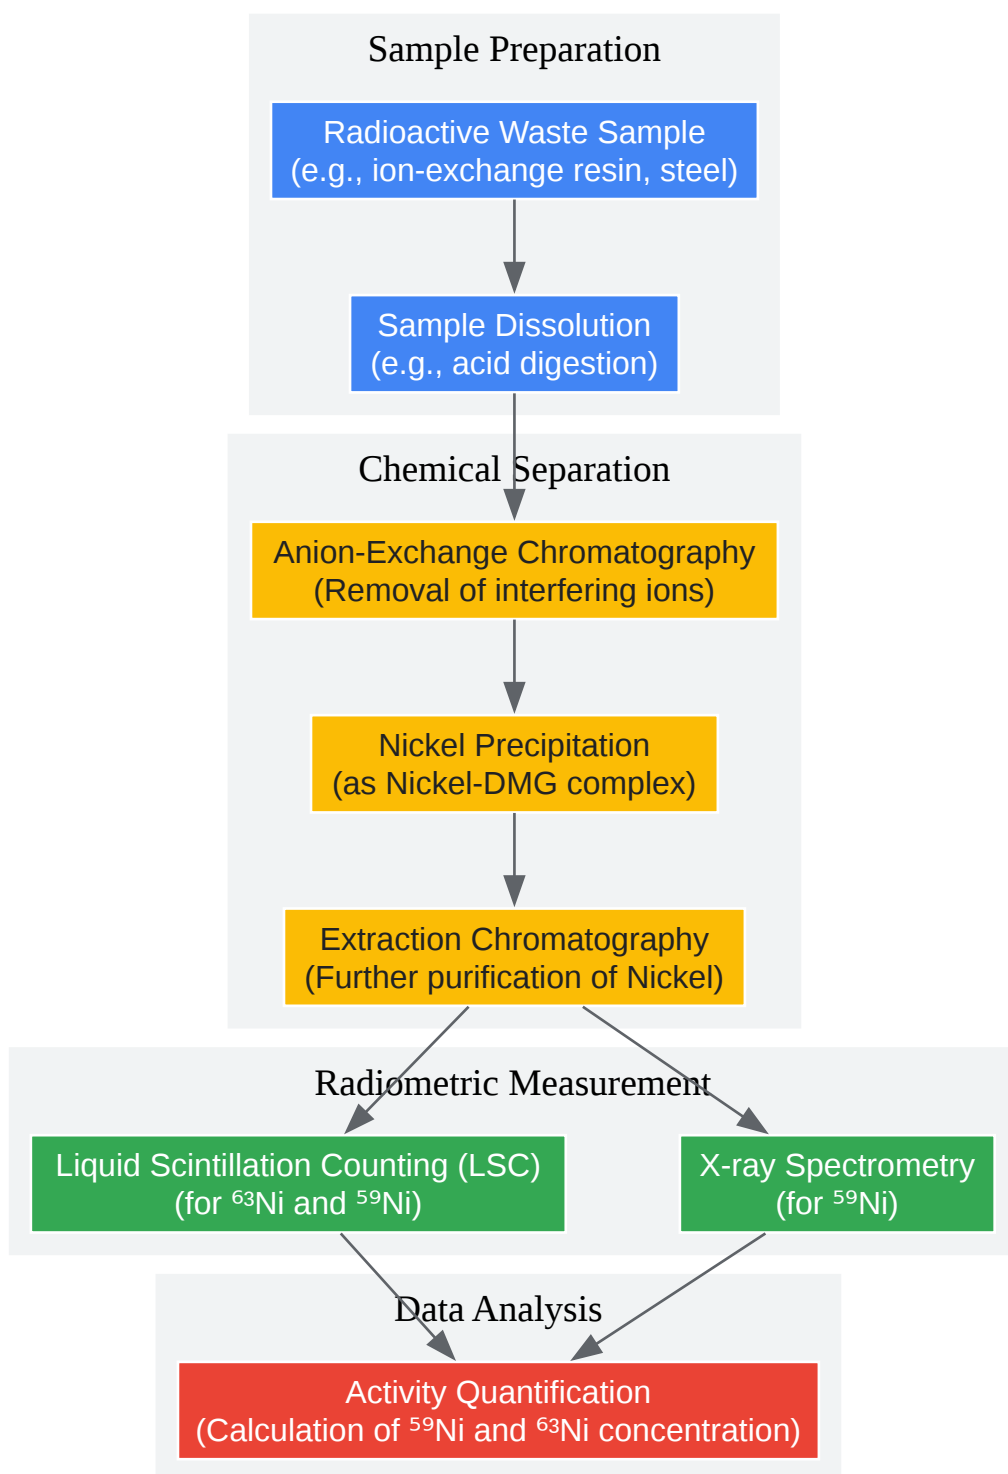 Sample Preparation
Radioactive Waste Sample
(e.g., ion-exchange resin, steel)
Sample Dissolution
(e.g., acid digestion)
Chemical Separation
Anion-Exchange Chromatography
(Removal of interfering ions)
Nickel Precipitation
(as Nickel-DMG complex)
Extraction Chromatography
(Further purification of Nickel)
Radiometric Measurement
Liquid Scintillation Counting (LSC)
(for ⁶³Ni and ⁵⁹Ni)
X-ray Spectrometry
(for ⁵⁹Ni)
Data Analysis
Activity Quantification
(Calculation of ⁵⁹Ni and ⁶³Ni concentration)